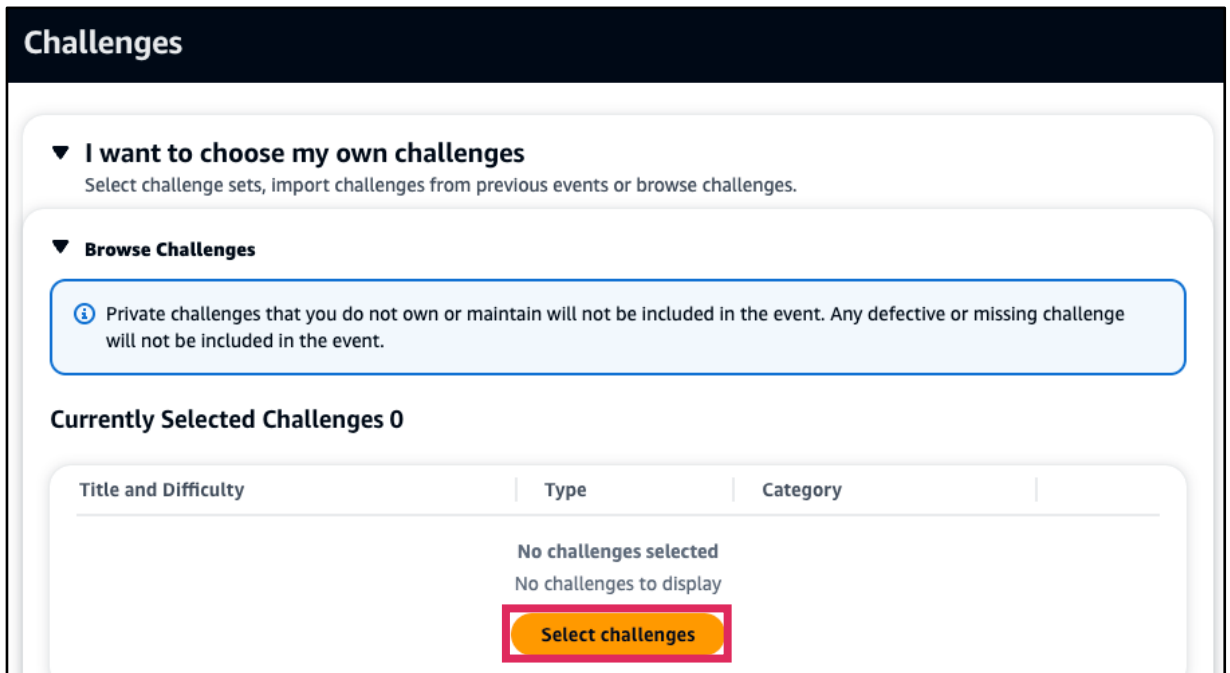 Challenges
I want to choose my own challenges
Select challenge sets, import challenges from previous events or browse challenges.
Browse Challenges
Private challenges that you do not own or maintain will not be included in the event. Any defective or missing challenge
will not be included in the event.
Currently Selected Challenges 0
Title and Difficulty Type Category
No challenges selected
No challenges to display
Select challenges